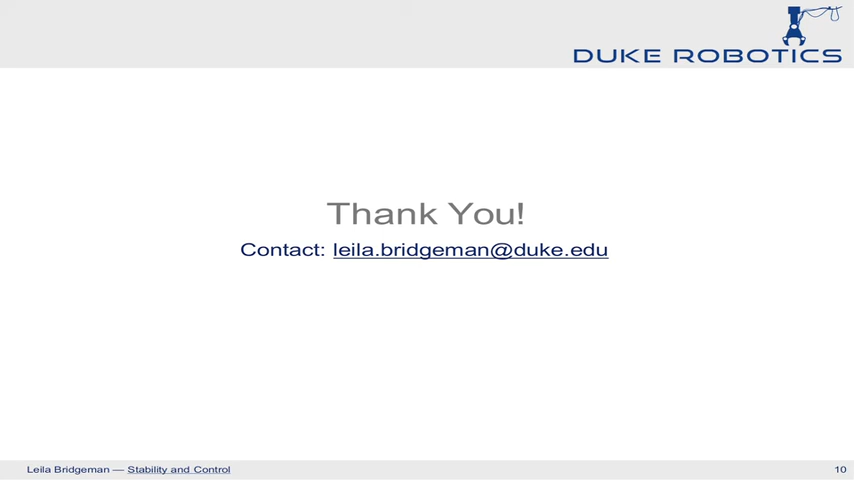 DUKE ROBOTICS
Thank You!
Contact: leila.bridgeman@duke.edu
Leila Bridgeman — Stability and Control
10